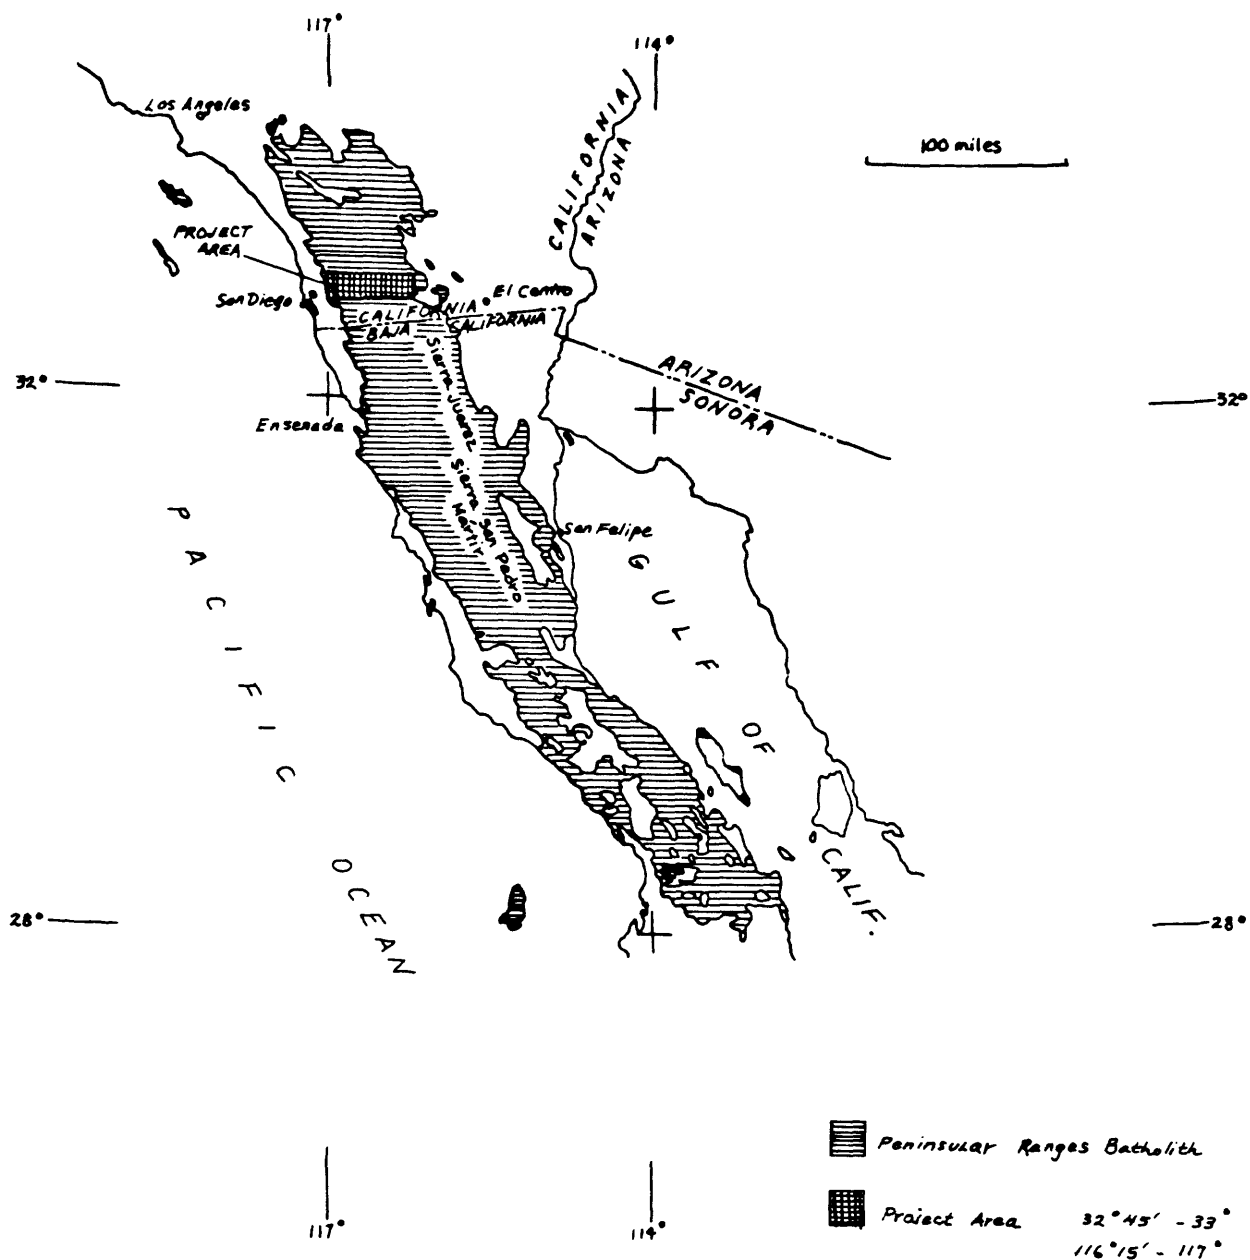 117°
114°
Los Angeles
CALIFORNIA
ARIZONA
100 miles
PROJECT
AREA
San Diego
El Centro
CALIFORNIA
BAJA CALIFORNIA
32°
ARIZONA
SONORA
32°
Ensenada
Sierra Juarez
Sierra San Pedro
Martir
San Felipe
PACIFIC OCEAN
GULF OF CALIF.
28°
28°
Peninsular Ranges Batholith
Project Area 32°45' - 33°
116°15' - 117°
117°
114°